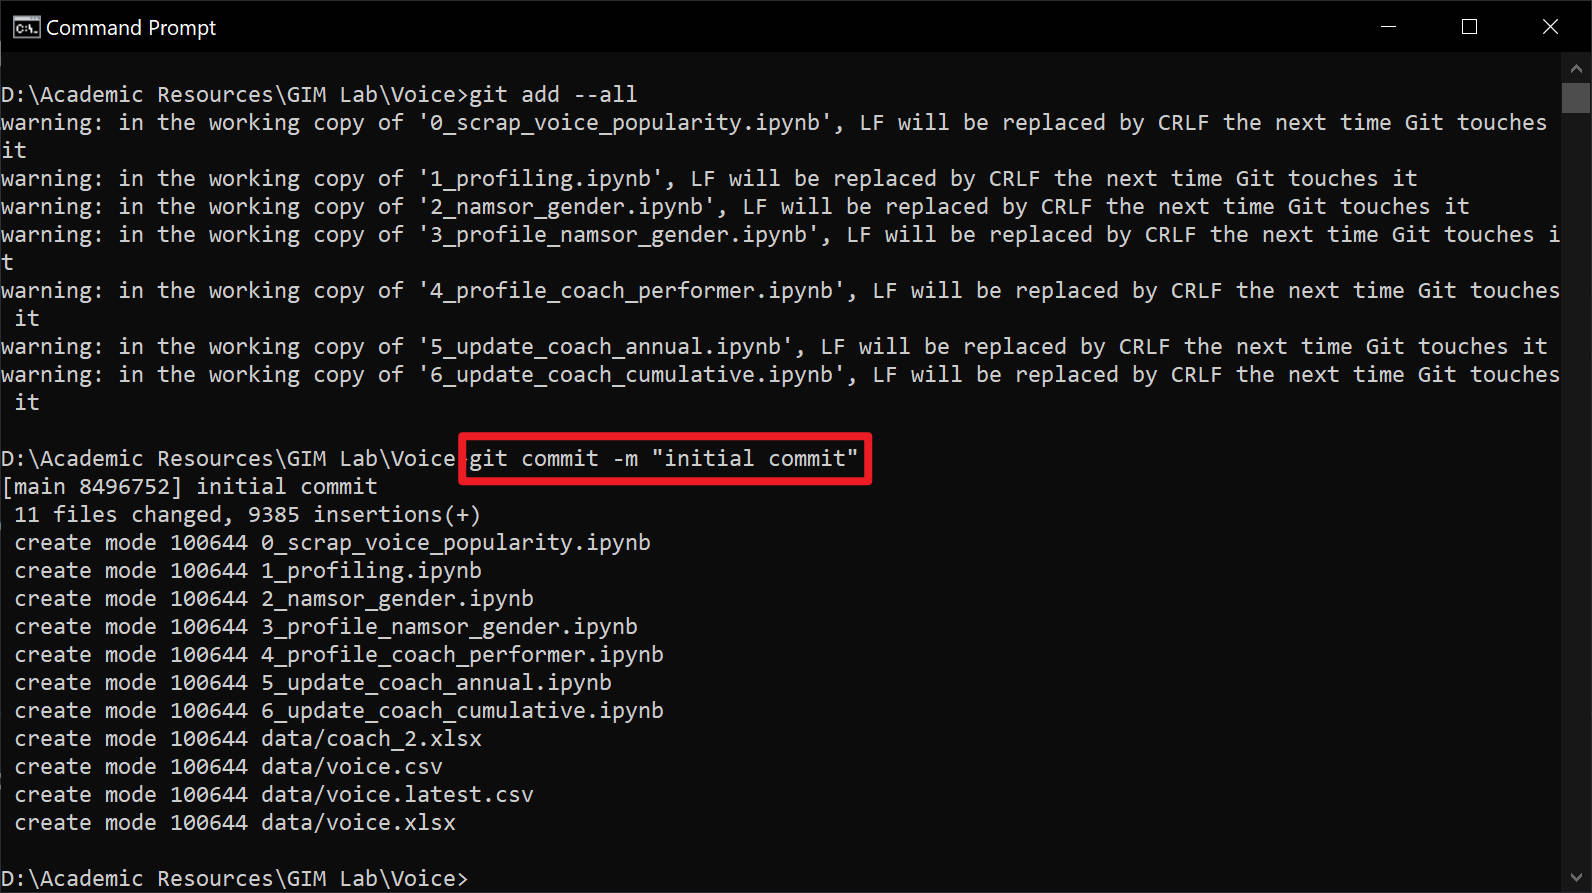 Command Prompt
D:\Academic Resources\GIM Lab\Voice>git add --all
warning: in the working copy of '0_scrap_voice_popularity.ipynb', LF will be replaced by CRLF the next time Git touches
it
warning: in the working copy of '1_profiling.ipynb', LF will be replaced by CRLF the next time Git touches it
warning: in the working copy of '2_namsor_gender.ipynb', LF will be replaced by CRLF the next time Git touches it
warning: in the working copy of '3_profile_namsor_gender.ipynb', LF will be replaced by CRLF the next time Git touches i
t
warning: in the working copy of '4_profile_coach_performer.ipynb', LF will be replaced by CRLF the next time Git touches
 it
warning: in the working copy of '5_update_coach_annual.ipynb', LF will be replaced by CRLF the next time Git touches it
warning: in the working copy of '6_update_coach_cumulative.ipynb', LF will be replaced by CRLF the next time Git touches
 it
D:\Academic Resources\GIM Lab\Voice>git commit -m "initial commit"
[main 8496752] initial commit
 11 files changed, 9385 insertions(+)
 create mode 100644 0_scrap_voice_popularity.ipynb
 create mode 100644 1_profiling.ipynb
 create mode 100644 2_namsor_gender.ipynb
 create mode 100644 3_profile_namsor_gender.ipynb
 create mode 100644 4_profile_coach_performer.ipynb
 create mode 100644 5_update_coach_annual.ipynb
 create mode 100644 6_update_coach_cumulative.ipynb
 create mode 100644 data/coach_2.xlsx
 create mode 100644 data/voice.csv
 create mode 100644 data/voice.latest.csv
 create mode 100644 data/voice.xlsx
D:\Academic Resources\GIM Lab\Voice>